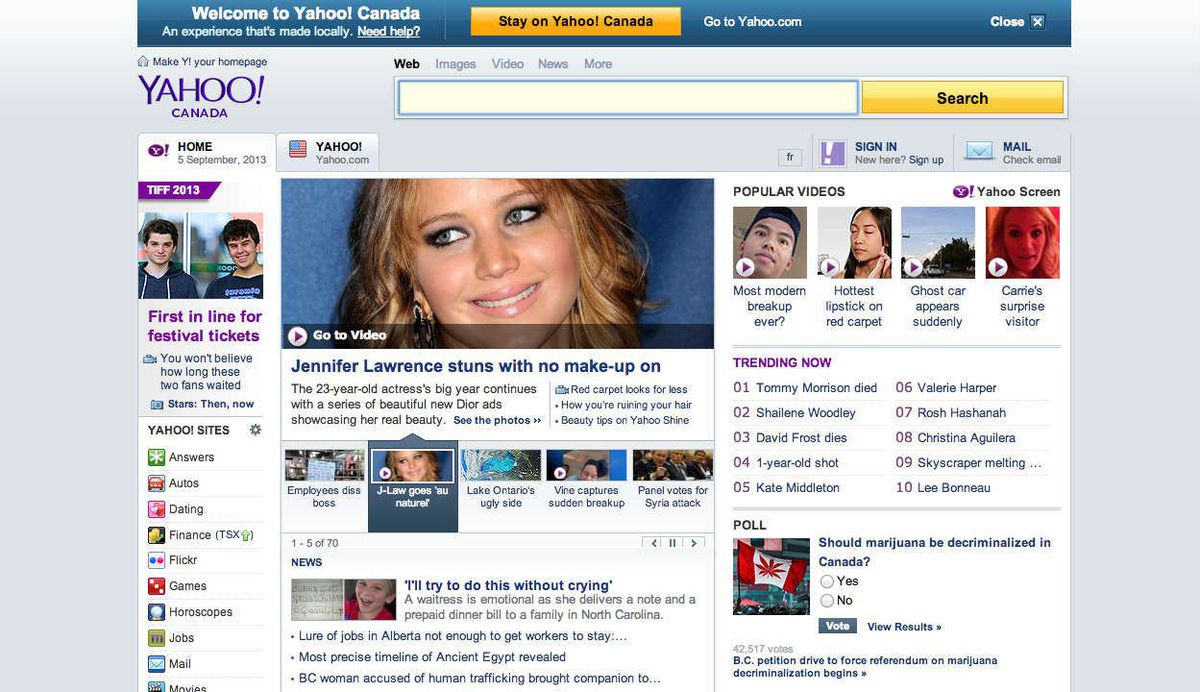 Welcome to Yahoo! Canada
An experience that's made locally. Need help?
Stay on Yahoo! Canada
Go to Yahoo.com
Close
Make Y! your homepage
YAHOO!
CANADA
Web Images Video News More
Search
HOME
5 September, 2013
YAHOO!
Yahoo.com
fr
SIGN IN
New here? Sign up
MAIL
Check email
TIFF 2013
First in line for
festival tickets
You won't believe
how long these
two fans waited
Stars: Then, now
YAHOO! SITES
Answers
Autos
Dating
Finance (TSX)
Flickr
Games
Horoscopes
Jobs
Mail
Movies
Go to Video
Jennifer Lawrence stuns with no make-up on
The 23-year-old actress's big year continues
with a series of beautiful new Dior ads
showcasing her real beauty. See the photos »
Red carpet looks for less
• How you're ruining your hair
• Beauty tips on Yahoo Shine
Employees diss
boss
J-Law goes 'au
naturel'
Lake Ontario's
ugly side
Vine captures
sudden breakup
Panel votes for
Syria attack
1 - 5 of 70
NEWS
'I'll try to do this without crying'
A waitress is emotional as she delivers a note and a
prepaid dinner bill to a family in North Carolina.
• Lure of jobs in Alberta not enough to get workers to stay:...
• Most precise timeline of Ancient Egypt revealed
• BC woman accused of human trafficking brought companion to...
POPULAR VIDEOS
Y! Yahoo Screen
Most modern
breakup
ever?
Hottest
lipstick on
red carpet
Ghost car
appears
suddenly
Carrie's
surprise
visitor
TRENDING NOW
01 Tommy Morrison died
02 Shailene Woodley
03 David Frost dies
04 1-year-old shot
05 Kate Middleton
06 Valerie Harper
07 Rosh Hashanah
08 Christina Aguilera
09 Skyscraper melting ...
10 Lee Bonneau
POLL
Should marijuana be decriminalized in
Canada?
Yes
No
Vote View Results »
42,517 votes
B.C. petition drive to force referendum on marijuana
decriminalization begins »